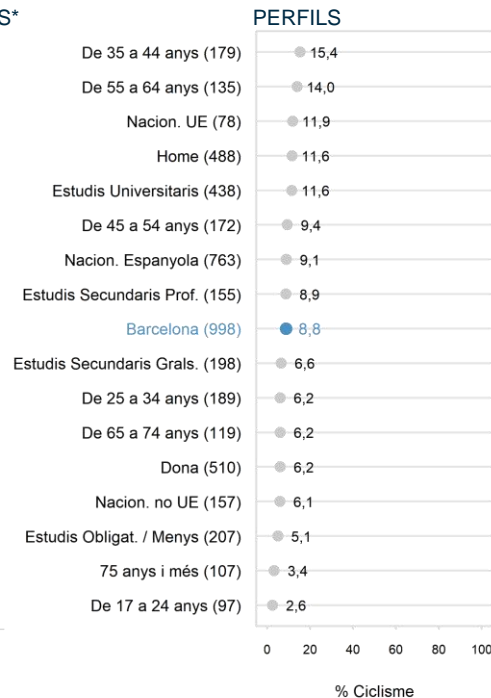 S*
PERFILS
De 35 a 44 anys (179) 15,4
De 55 a 64 anys (135) 14,0
Nacion. UE (78) 11,9
Home (488) 11,6
Estudis Universitaris (438) 11,6
De 45 a 54 anys (172) 9,4
Nacion. Espanyola (763) 9,1
Estudis Secundaris Prof. (155) 8,9
Barcelona (998) 8,8
Estudis Secundaris Grals. (198) 6,6
De 25 a 34 anys (189) 6,2
De 65 a 74 anys (119) 6,2
Dona (510) 6,2
Nacion. no UE (157) 6,1
Estudis Obligat. / Menys (207) 5,1
75 anys i més (107) 3,4
De 17 a 24 anys (97) 2,6
0 20 40 60 80 100
% Ciclisme